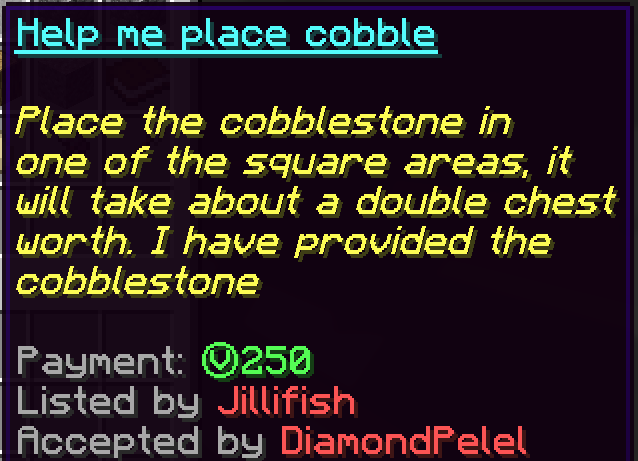 Help me place cobble
Place the cobblestone in
one of the square areas, it
will take about a double chest
worth. I have provided the
cobblestone
Payment: Ⓥ250
Listed by Jillifish
Accepted by DiamondPelel